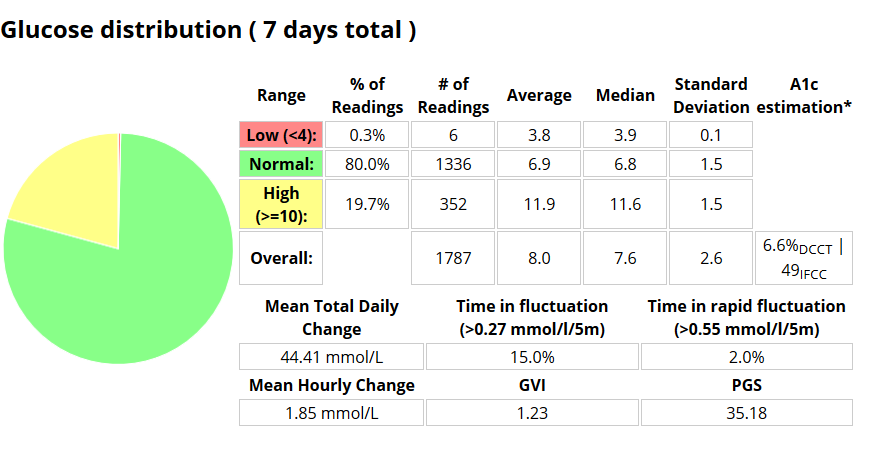 Glucose distribution ( 7 days total )
Range % of Readings # of Readings Average Median Standard Deviation A1c estimation*
Low (<4): 0.3% 6 3.8 3.9 0.1
Normal: 80.0% 1336 6.9 6.8 1.5
High (>=10): 19.7% 352 11.9 11.6 1.5
Overall: 1787 8.0 7.6 2.6 6.6%DCCT | 49IFCC
Mean Total Daily Change Time in fluctuation (>0.27 mmol/l/5m) Time in rapid fluctuation (>0.55 mmol/l/5m)
44.41 mmol/L 15.0% 2.0%
Mean Hourly Change GVI PGS
1.85 mmol/L 1.23 35.18